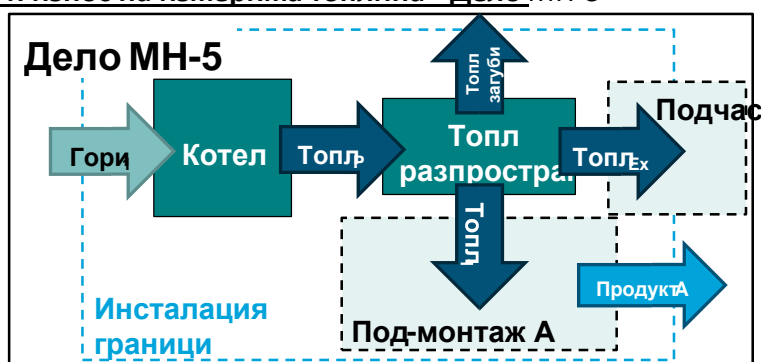 Дело МН-5
Топл
загуби
Подчас
Гори
Котел
Топл
Топл
разпростра
Топл Ex
Топл
Продукт А
Инсталация
граници
Под-монтаж А